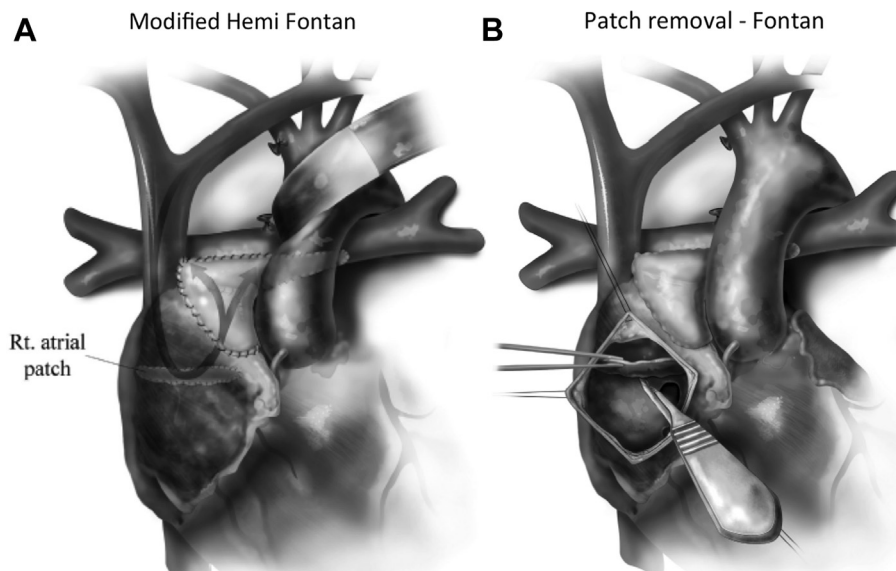 A
Modified Hemi Fontan
B
Patch removal - Fontan
Rt. atrial
patch